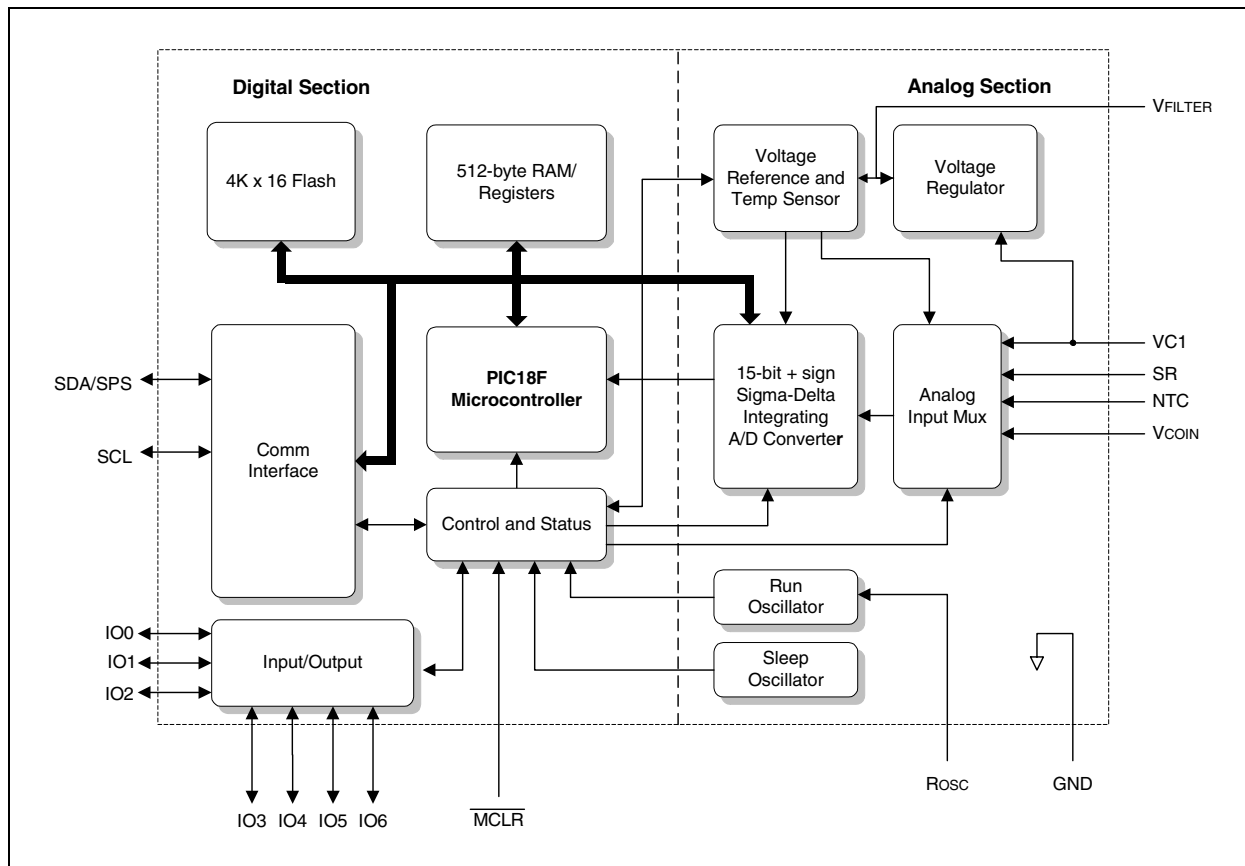 Digital Section
Analog Section
VFILTER
4K x 16 Flash
512-byte RAM/
Registers
Voltage
Reference and
Temp Sensor
Voltage
Regulator
SDA/SPS
SCL
Comm
Interface
PIC18F
Microcontroller
15-bit + sign
Sigma-Delta
Integrating
A/D Converter
Analog
Input Mux
VC1
SR
NTC
VCOIN
Control and Status
Run
Oscillator
Sleep
Oscillator
IO0
IO1
IO2
Input/Output
IO3
IO4
IO5
IO6
MCLR
ROSC
GND